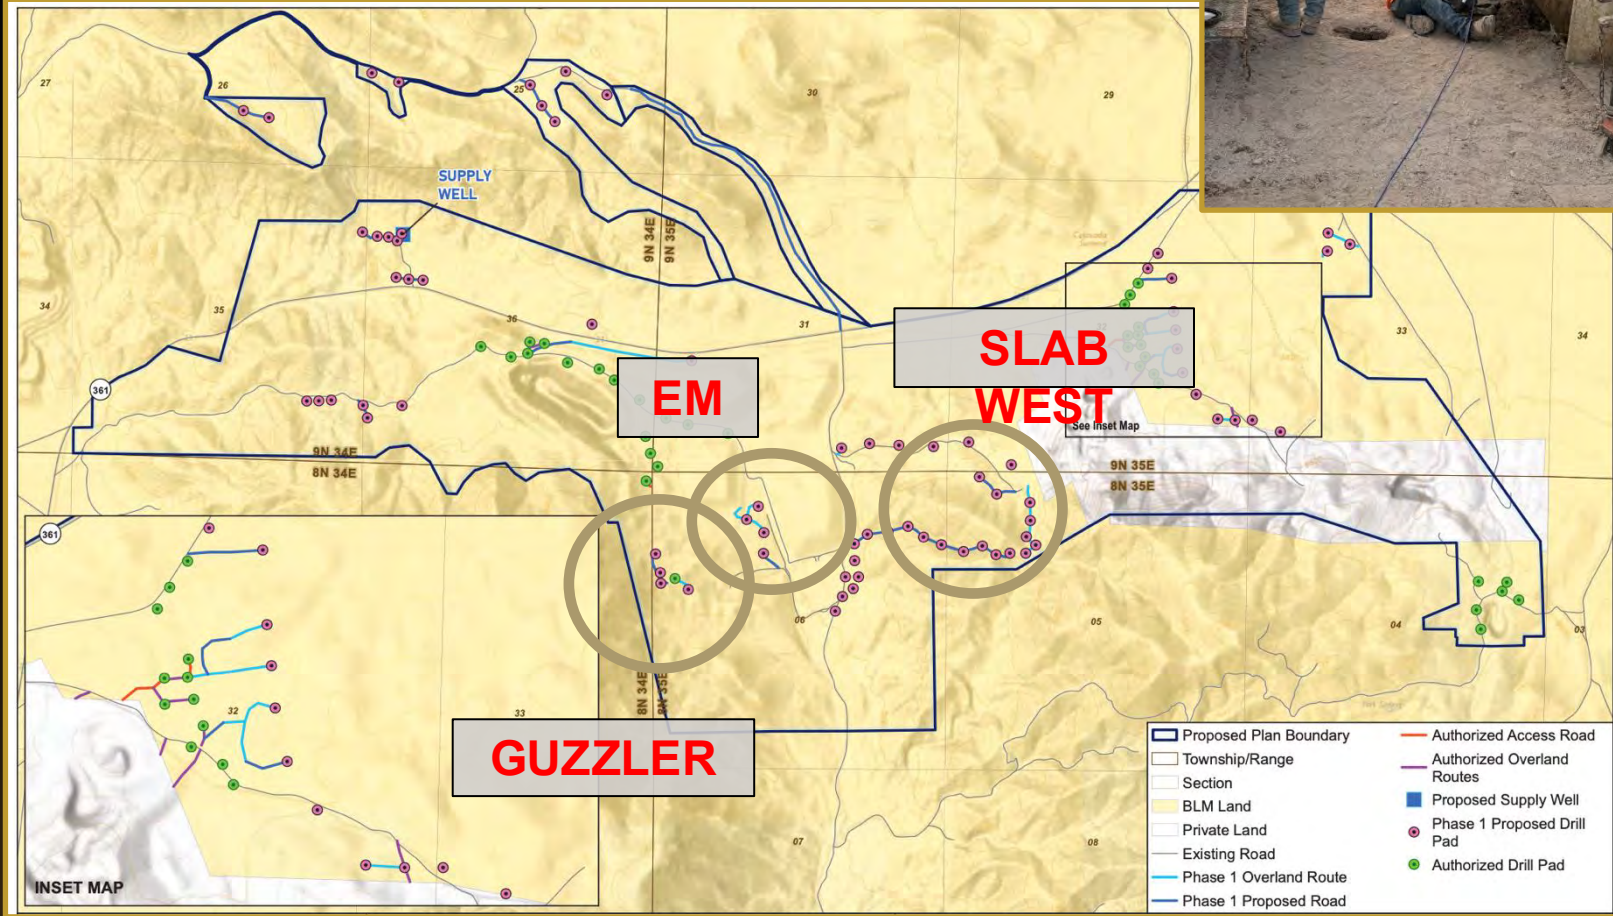 27
26
25
30
29
SUPPLY
WELL
9N 34E
9N 35E
34
35
36
31
33
34
361
EM
SLAB
WEST
See Inset Map
9N 34E
8N 34E
9N 35E
8N 35E
361
06
05
04
03
8N 34E
8N 35E
32
33
GUZZLER
07
08
INSET MAP
Proposed Plan Boundary
Township/Range
Section
BLM Land
Private Land
Existing Road
Phase 1 Overland Route
Phase 1 Proposed Road
Authorized Access Road
Authorized Overland
Routes
Proposed Supply Well
Phase 1 Proposed Drill
Pad
Authorized Drill Pad